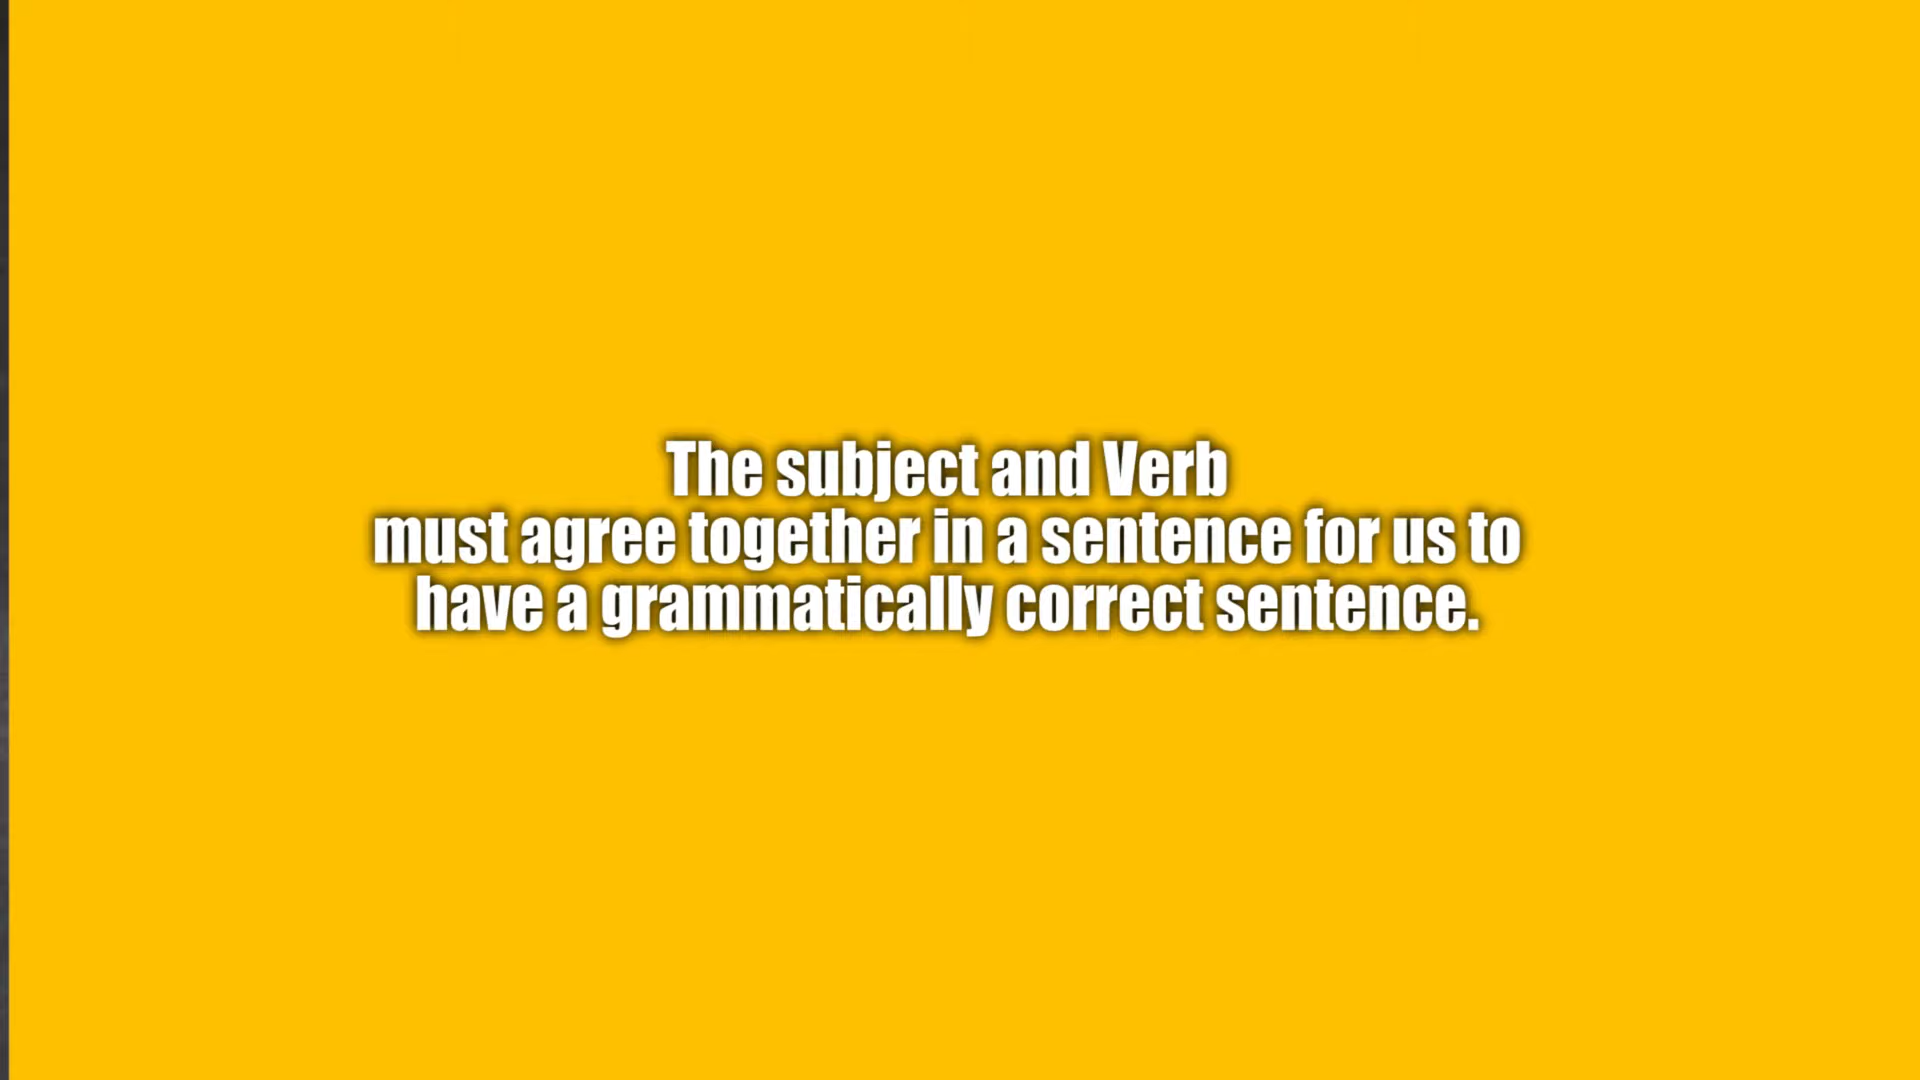 The subject and Verb
must agree together in a sentence for us to
have a grammatically correct sentence.